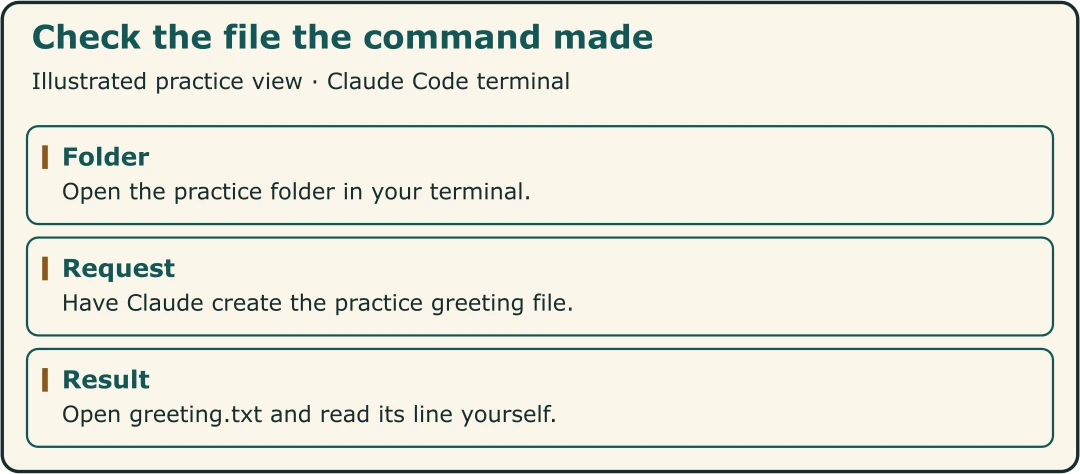 Check the file the command made
Illustrated practice view · Claude Code terminal
Folder
Open the practice folder in your terminal.
Request
Have Claude create the practice greeting file.
Result
Open greeting.txt and read its line yourself.